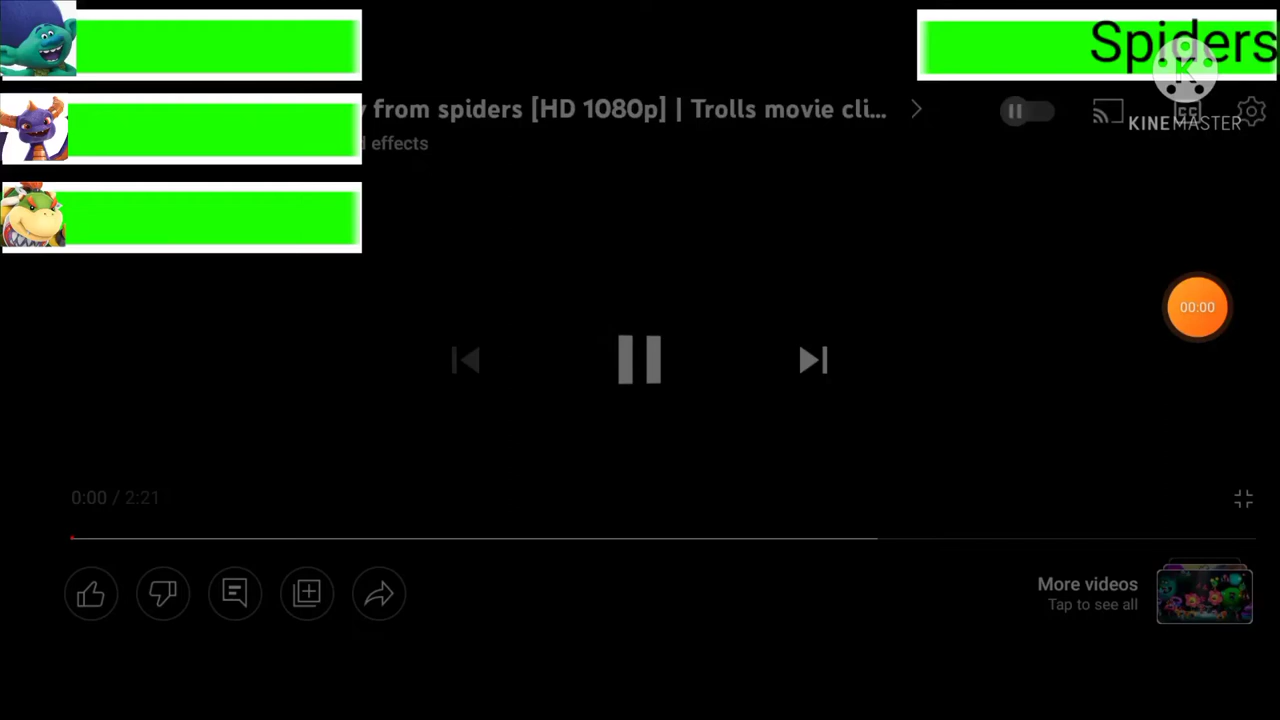 Spiders
y from spiders [HD 1080p] | Trolls movie cli...
d effects
KINEMASTER
00:00
0:00 / 2:21
More videos
Tap to see all